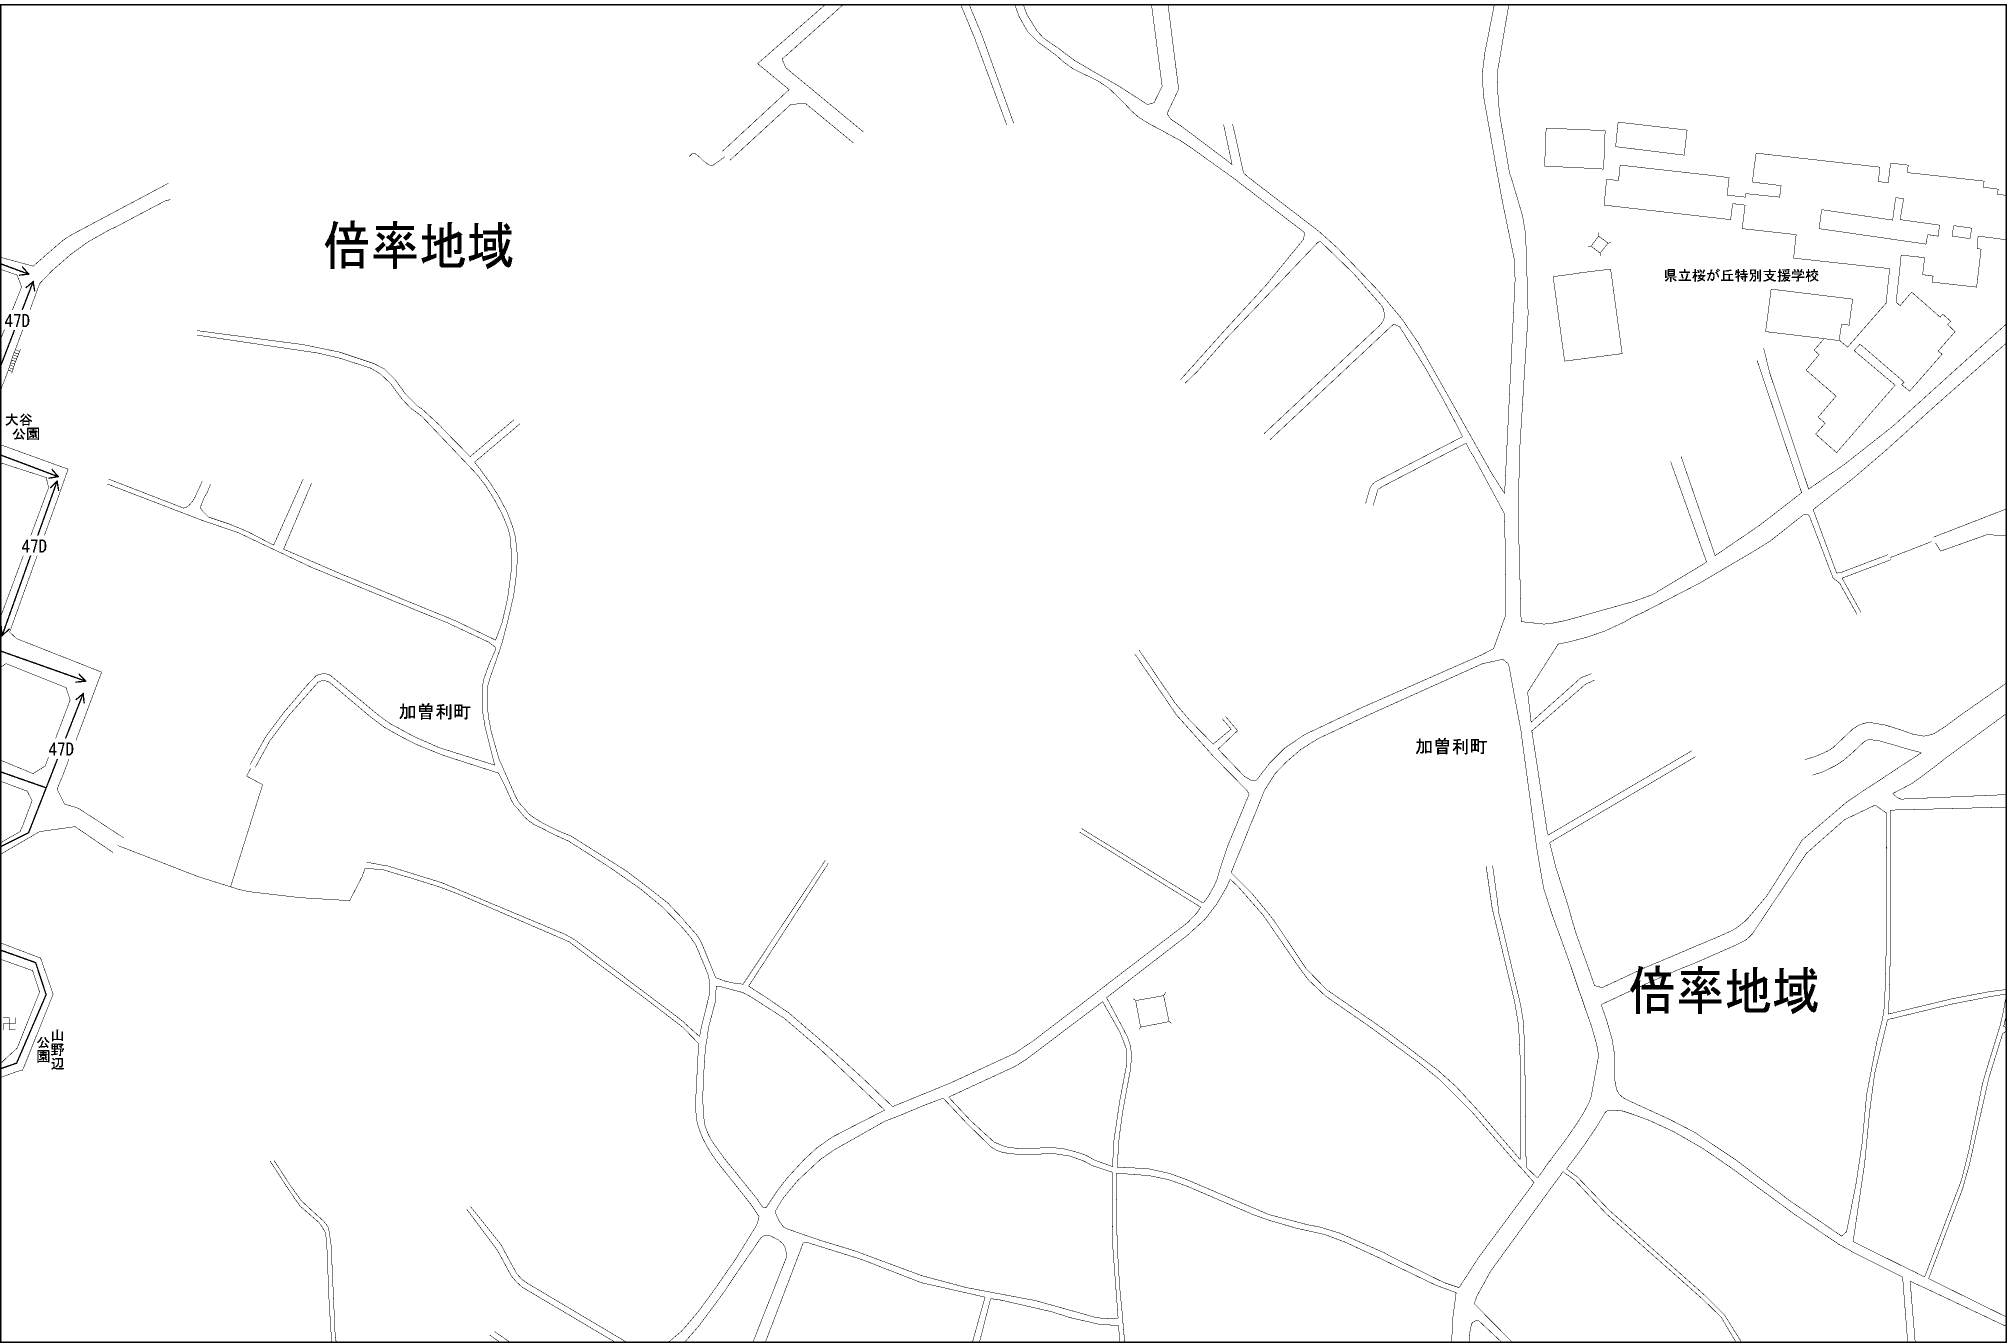 倍率地域
県立桜が丘特別支援学校
47D
大谷
公園
47D
加曽利町
加曽利町
47D
倍率地域
山野辺
公園